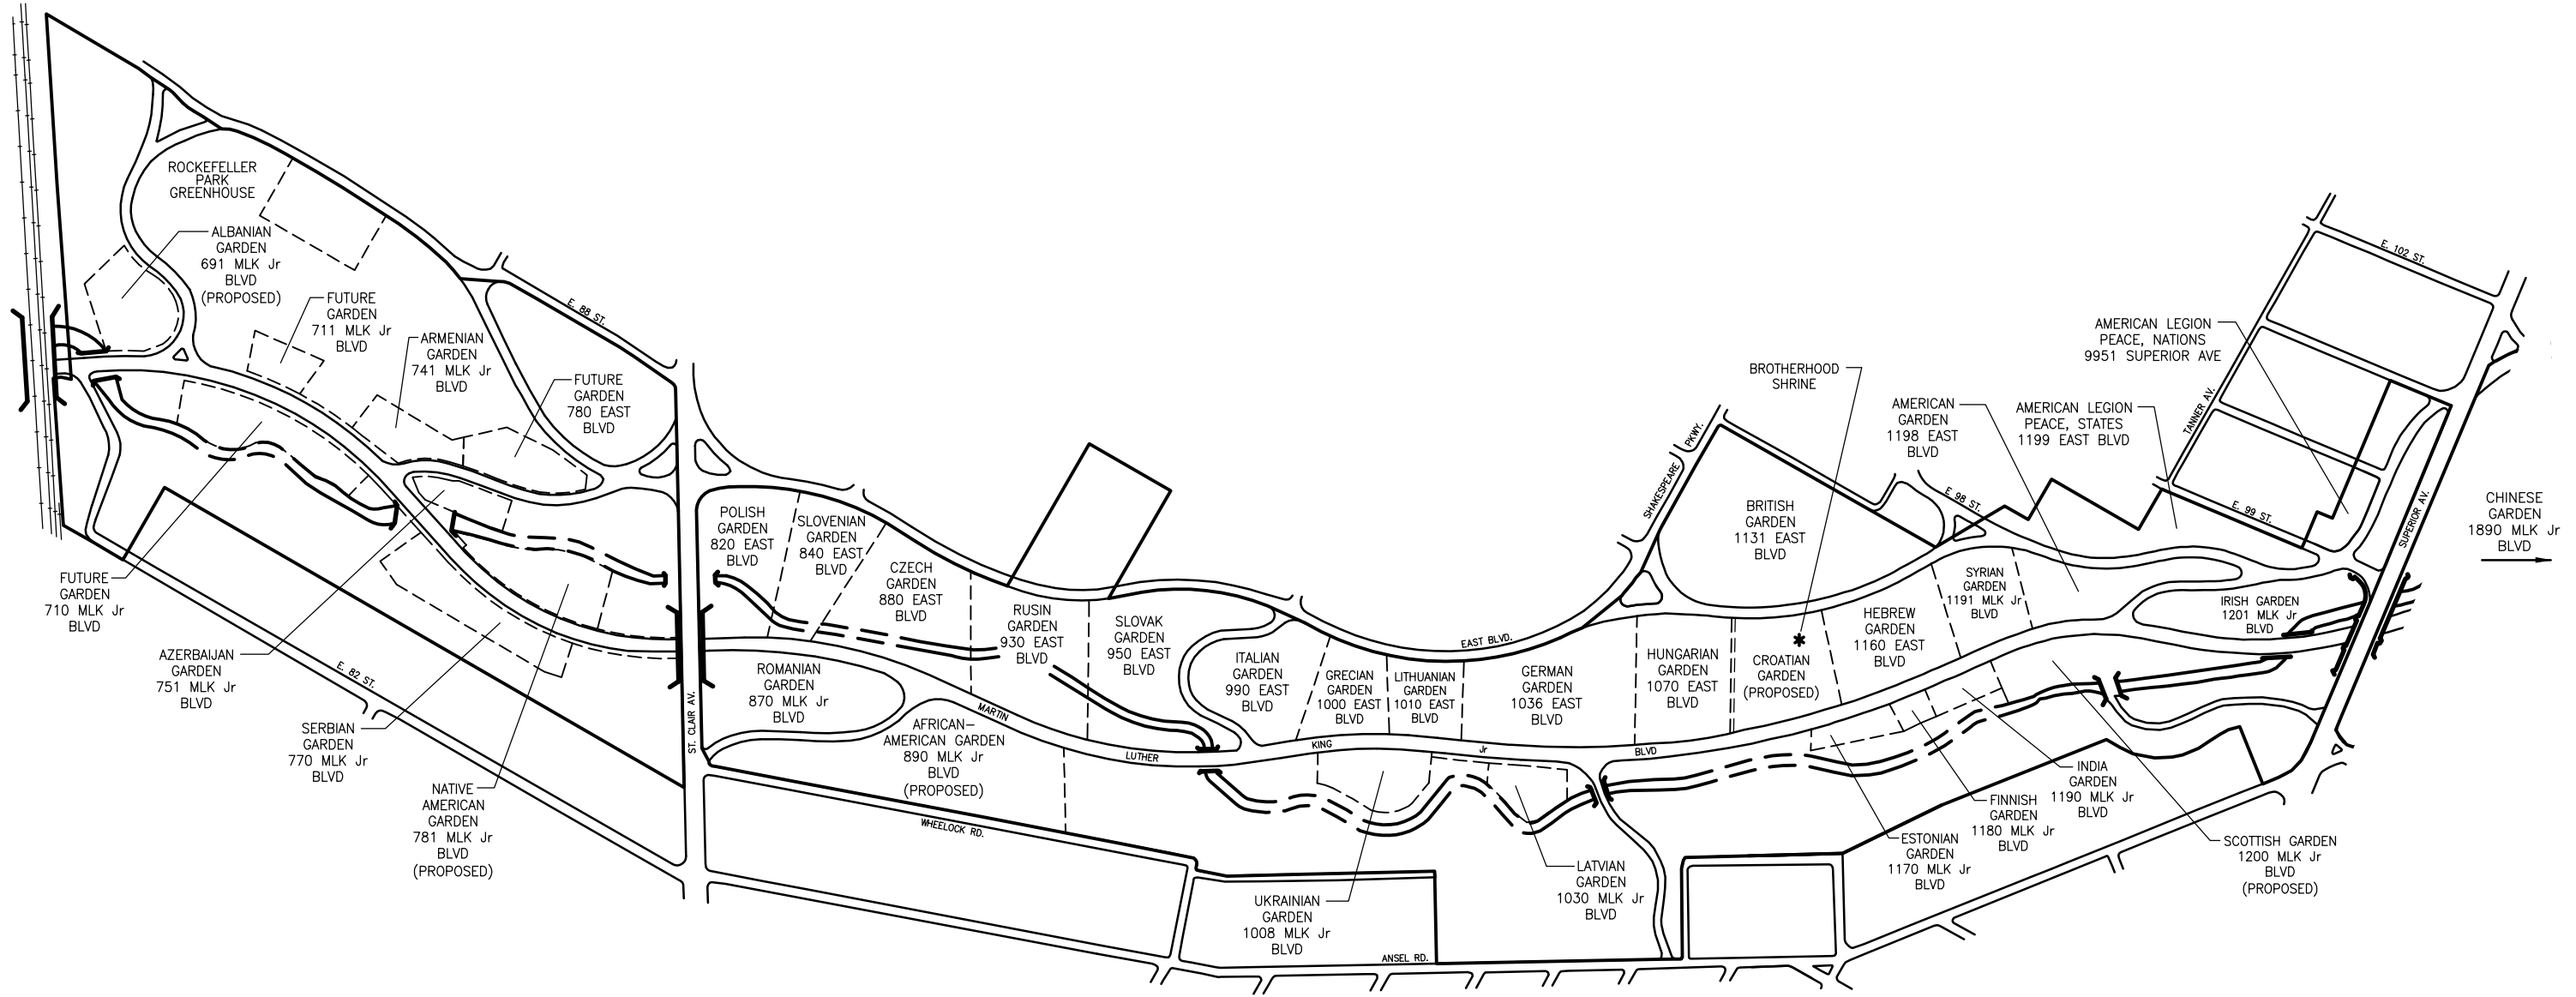 ROCKEFELLER
PARK
GREENHOUSE
ALBANIAN
GARDEN
691 MLK Jr
BLVD
(PROPOSED)
FUTURE
GARDEN
711 MLK Jr
BLVD
ARMENIAN
GARDEN
741 MLK Jr
BLVD
FUTURE
GARDEN
780 EAST
BLVD
E. 88 ST.
FUTURE
GARDEN
710 MLK Jr
BLVD
AZERBAIJAN
GARDEN
751 MLK Jr
BLVD
SERBIAN
GARDEN
770 MLK Jr
BLVD
NATIVE
AMERICAN
GARDEN
781 MLK Jr
BLVD
(PROPOSED)
E. 82 ST.
ST. CLAIR AV.
POLISH
GARDEN
820 EAST
BLVD
SLOVENIAN
GARDEN
840 EAST
BLVD
CZECH
GARDEN
880 EAST
BLVD
RUSIN
GARDEN
930 EAST
BLVD
SLOVAK
GARDEN
950 EAST
BLVD
ROMANIAN
GARDEN
870 MLK Jr
BLVD
AFRICAN-
AMERICAN GARDEN
890 MLK Jr
BLVD
(PROPOSED)
MARTIN
LUTHER
KING
Jr
BLVD
WHEELOCK RD.
ITALIAN
GARDEN
990 EAST
BLVD
GRECIAN
GARDEN
1000 EAST
BLVD
LITHUANIAN
GARDEN
1010 EAST
BLVD
GERMAN
GARDEN
1036 EAST
BLVD
EAST BLVD.
HUNGARIAN
GARDEN
1070 EAST
BLVD
CROATIAN
GARDEN
(PROPOSED)
BROTHERHOOD
SHRINE
SHAKESPEARE PKWY.
BRITISH
GARDEN
1131 EAST
BLVD
HEBREW
GARDEN
1160 EAST
BLVD
SYRIAN
GARDEN
1191 MLK Jr
BLVD
AMERICAN
GARDEN
1198 EAST
BLVD
AMERICAN LEGION
PEACE, STATES
1199 EAST BLVD
AMERICAN LEGION
PEACE, NATIONS
9951 SUPERIOR AVE
E. 98 ST.
E. 99 ST.
E. 102 ST.
TANNER AV.
SUPERIOR AV.
IRISH GARDEN
1201 MLK Jr
BLVD
CHINESE
GARDEN
1890 MLK Jr
BLVD
UKRAINIAN
GARDEN
1008 MLK Jr
BLVD
LATVIAN
GARDEN
1030 MLK Jr
BLVD
ESTONIAN
GARDEN
1170 MLK Jr
BLVD
FINNISH
GARDEN
1180 MLK Jr
BLVD
INDIA
GARDEN
1190 MLK Jr
BLVD
SCOTTISH GARDEN
1200 MLK Jr
BLVD
(PROPOSED)
ANSEL RD.